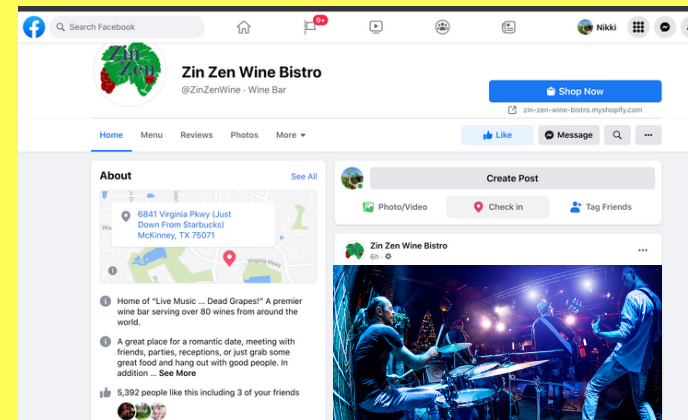 9+
Search Facebook
Nikki
Zin
Zen
Zin Zen Wine Bistro
@ZinZenWine · Wine Bar
Shop Now
zin-zen-wine-bistro.myshopify.com
Home Menu Reviews Photos More
Like Message
About See All
6841 Virginia Pkwy (Just
Down From Starbucks)
McKinney, TX 75071
Virginia Pkwy
Home of "Live Music ... Dead Grapes!" A premier
wine bar serving over 80 wines from around the
world.
A great place for a romantic date, meeting with
friends, parties, receptions, or just grab some
great food and hang out with good people. In
addition ... See More
5,392 people like this including 3 of your friends
Create Post
Photo/Video Check in Tag Friends
Zin Zen Wine Bistro
6h ·